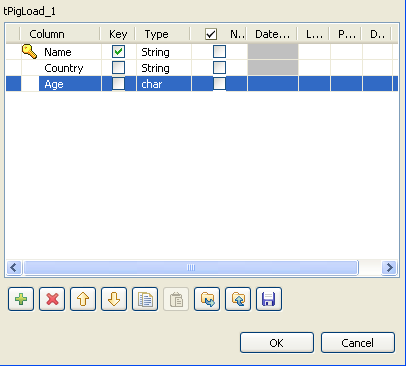 tPigLoad_1
Column Key Type N.. Date... L... P... D...
Name String
Country String
Age char
OK Cancel